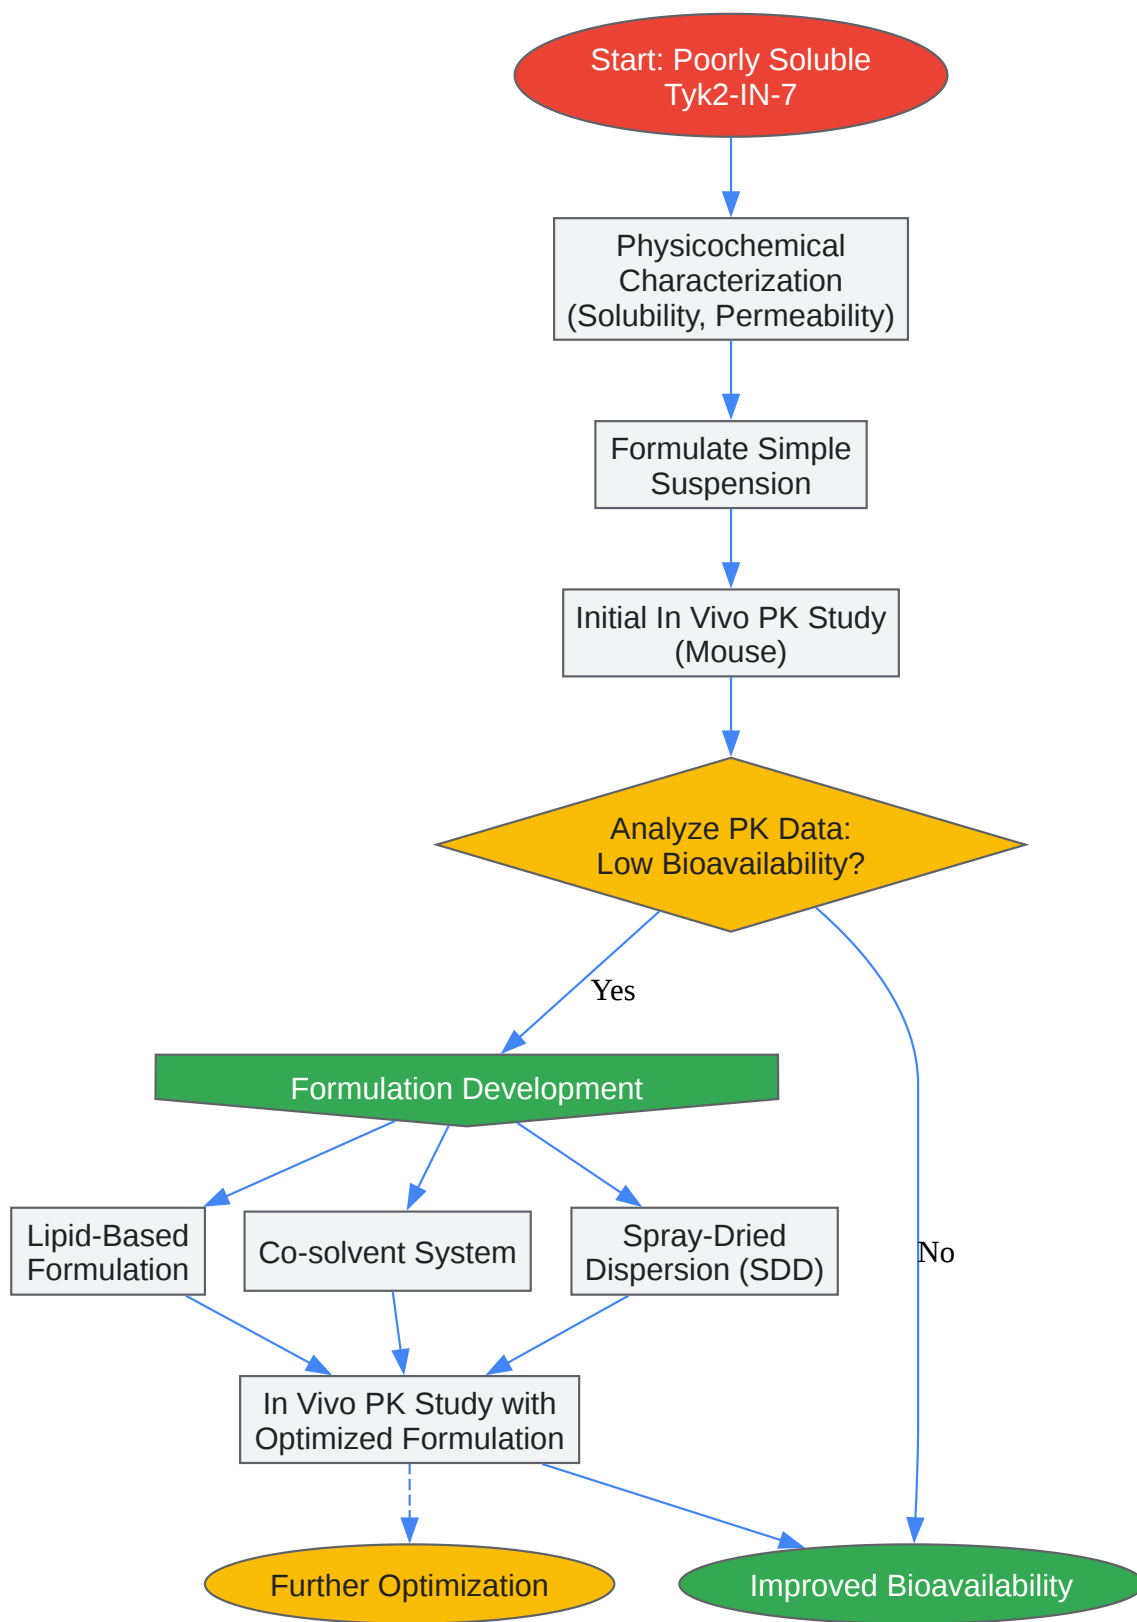 Start: Poorly Soluble
Tyk2-IN-7
Physicochemical
Characterization
(Solubility, Permeability)
Formulate Simple
Suspension
Initial In Vivo PK Study
(Mouse)
Analyze PK Data:
Low Bioavailability?
Yes
Formulation Development
Lipid-Based
Formulation
Co-solvent System
Spray-Dried
Dispersion (SDD)
No
In Vivo PK Study with
Optimized Formulation
Further Optimization
Improved Bioavailability